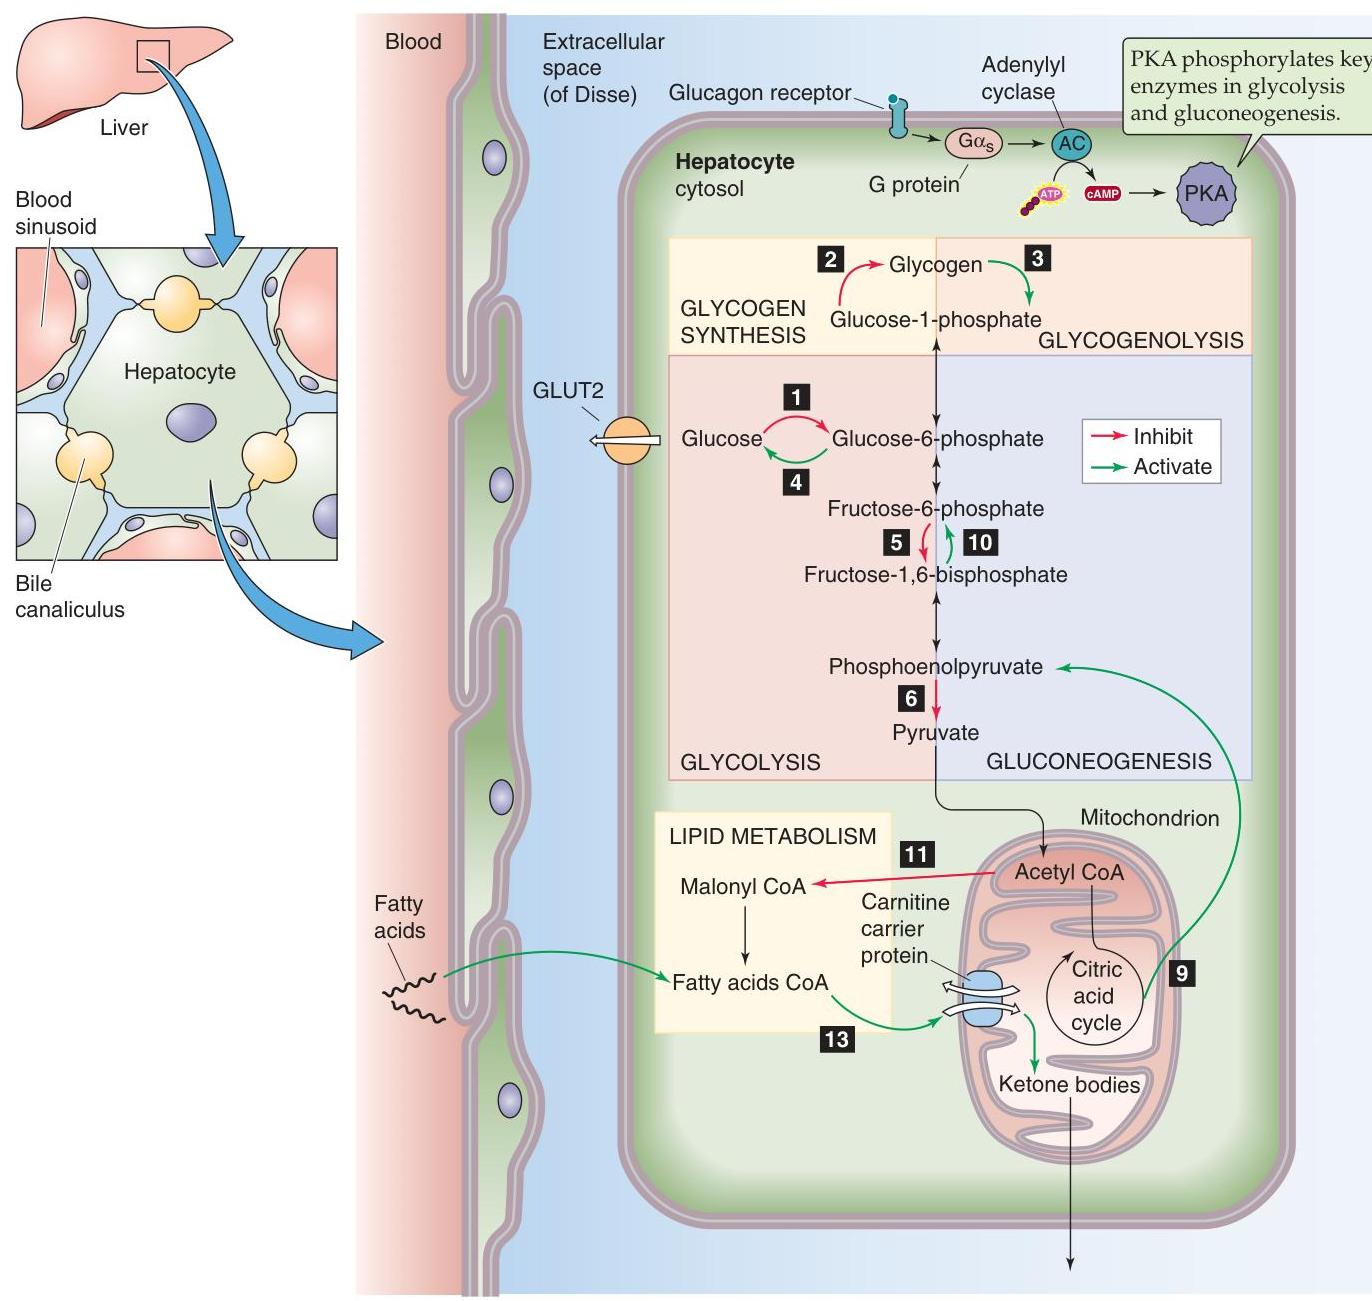 Liver
Blood
sinusoid
Hepatocyte
Bile
canaliculus
Blood
Extracellular
space
(of Disse)
Glucagon receptor
Adenylyl
cyclase
PKA phosphorylates key
enzymes in glycolysis
and gluconeogenesis.
Hepatocyte
cytosol
Gαs
AC
G protein
ATP
cAMP
PKA
2
Glycogen
3
GLYCOGEN
SYNTHESIS
Glucose-1-phosphate
GLYCOGENOLYSIS
GLUT2
1
Glucose
Glucose-6-phosphate
4
Inhibit
Activate
Fructose-6-phosphate
5
10
Fructose-1,6-bisphosphate
Phosphoenolpyruvate
6
Pyruvate
GLYCOLYSIS
GLUCONEOGENESIS
Mitochondrion
LIPID METABOLISM
11
Acetyl CoA
Malonyl CoA
Carnitine
carrier
protein
Fatty
acids
Fatty acids CoA
Citric
acid
cycle
9
13
Ketone bodies